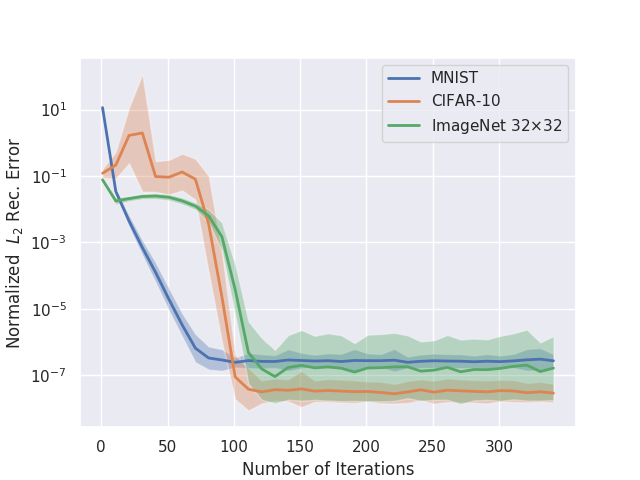 MNIST
CIFAR-10
ImageNet 32×32
10¹
10⁻¹
10⁻³
10⁻⁵
10⁻⁷
Normalized L₂ Rec. Error
0 50 100 150 200 250 300
Number of Iterations